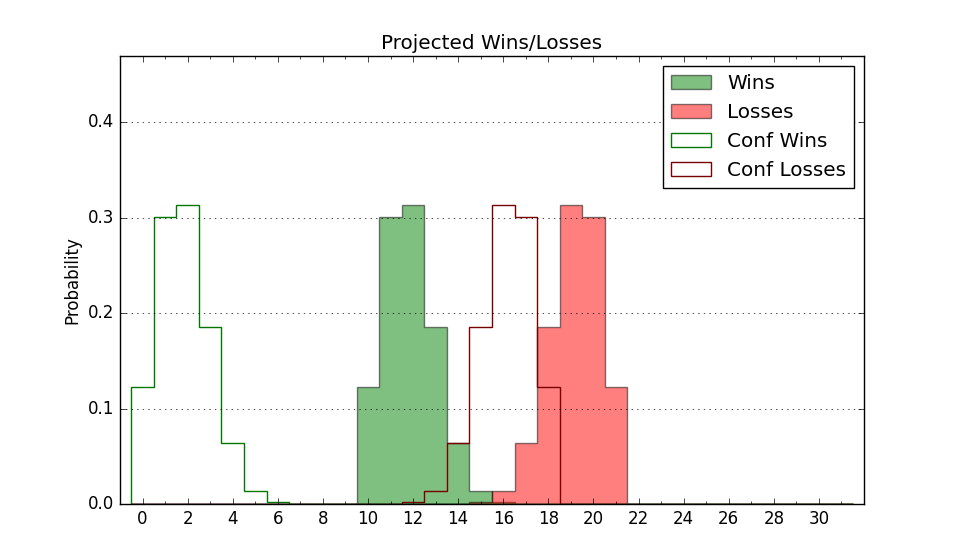 Projected Wins/Losses
Wins
Losses
Conf Wins
Conf Losses
Probability
0.4
0.3
0.2
0.1
0.0
0 2 4 6 8 10 12 14 16 18 20 22 24 26 28 30